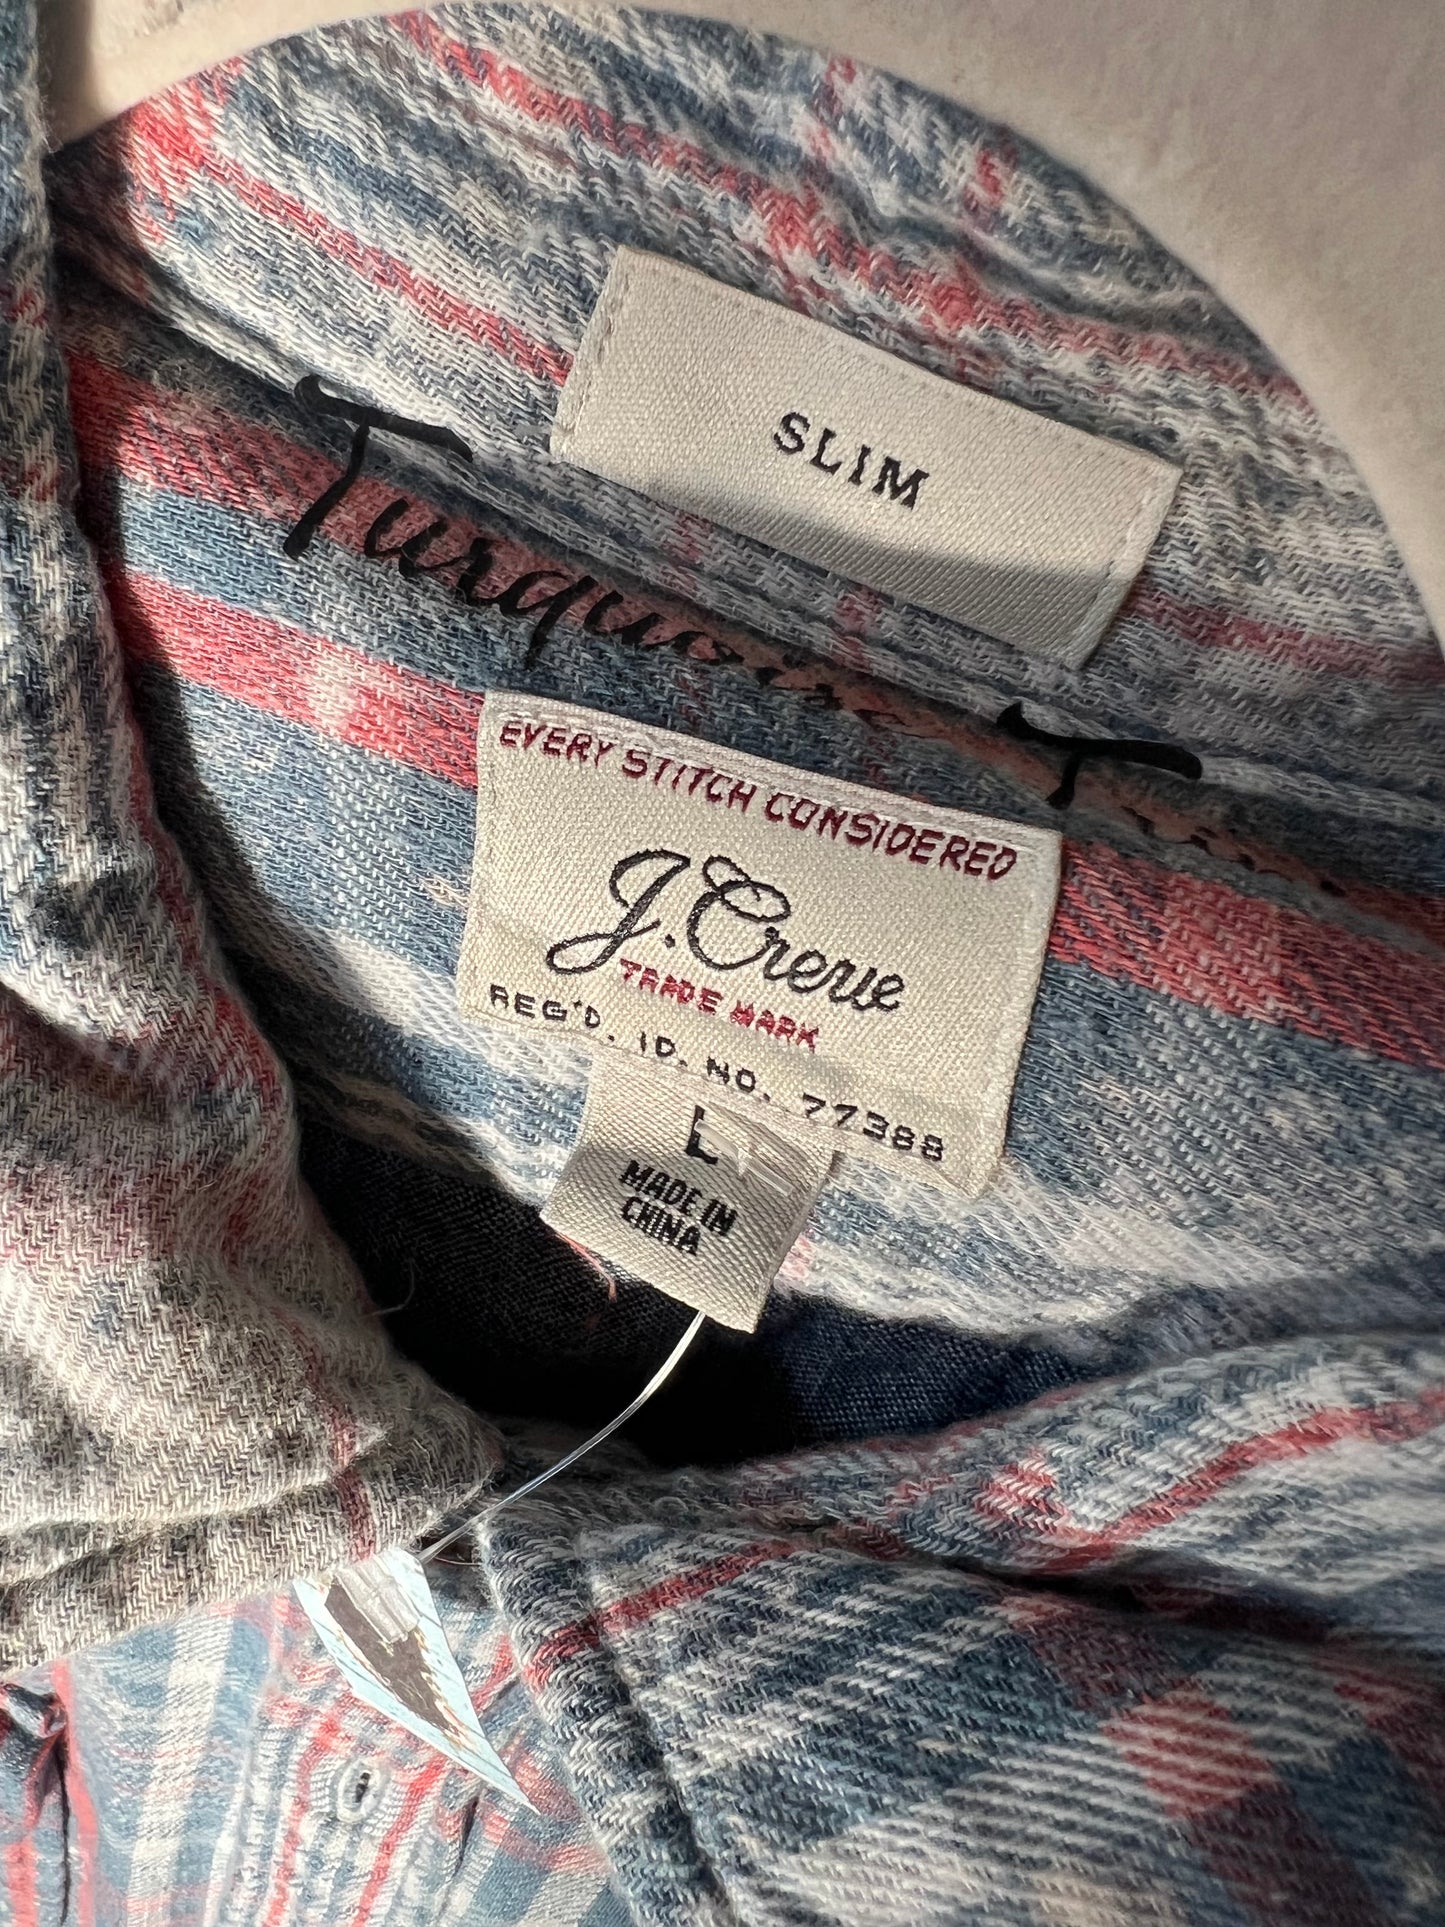 SLIM
Turquoise T
EVERY STITCH CONSIDERED
J.Crew
TRADE MARK
REG'D. ID. NO. 77388
L
MADE IN
CHINA